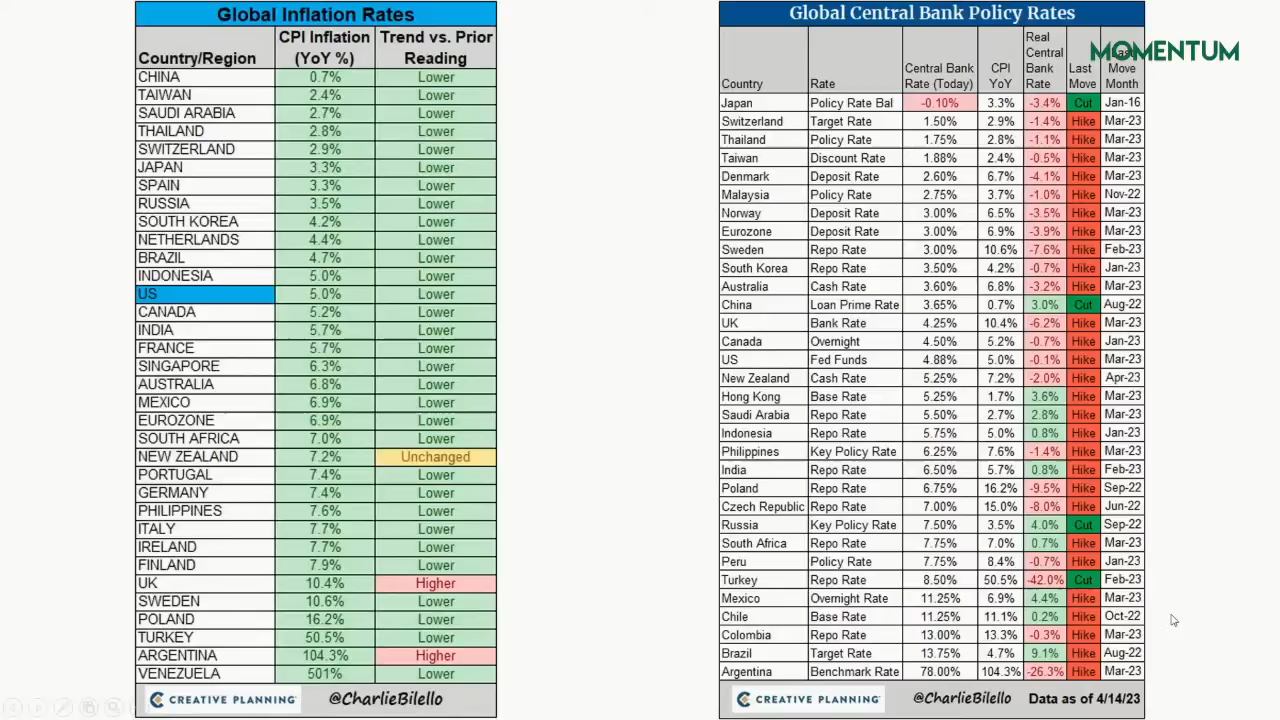 Global Inflation Rates
Country/Region CPI Inflation (YoY %) Trend vs. Prior Reading
CHINA 0.7% Lower
TAIWAN 2.4% Lower
SAUDI ARABIA 2.7% Lower
THAILAND 2.8% Lower
SWITZERLAND 2.9% Lower
JAPAN 3.3% Lower
SPAIN 3.3% Lower
RUSSIA 3.5% Lower
SOUTH KOREA 4.2% Lower
NETHERLANDS 4.4% Lower
BRAZIL 4.7% Lower
INDONESIA 5.0% Lower
US 5.0% Lower
CANADA 5.2% Lower
INDIA 5.7% Lower
FRANCE 5.7% Lower
SINGAPORE 6.3% Lower
AUSTRALIA 6.8% Lower
MEXICO 6.9% Lower
EUROZONE 6.9% Lower
SOUTH AFRICA 7.0% Lower
NEW ZEALAND 7.2% Unchanged
PORTUGAL 7.4% Lower
GERMANY 7.4% Lower
PHILIPPINES 7.6% Lower
ITALY 7.7% Lower
IRELAND 7.7% Lower
FINLAND 7.9% Lower
UK 10.4% Higher
SWEDEN 10.6% Lower
POLAND 16.2% Lower
TURKEY 50.5% Lower
ARGENTINA 104.3% Higher
VENEZUELA 501% Lower
CREATIVE PLANNING @CharlieBilello
Global Central Bank Policy Rates
MOMENTUM
Country Rate Central Bank Rate (Today) CPI YoY Real Central Bank Rate Last Move Last Move Month
Japan Policy Rate Bal -0.10% 3.3% -3.4% Cut Jan-16
Switzerland Target Rate 1.50% 2.9% -1.4% Hike Mar-23
Thailand Policy Rate 1.75% 2.8% -1.1% Hike Mar-23
Taiwan Discount Rate 1.88% 2.4% -0.5% Hike Mar-23
Denmark Deposit Rate 2.60% 6.7% -4.1% Hike Mar-23
Malaysia Policy Rate 2.75% 3.7% -1.0% Hike Nov-22
Norway Deposit Rate 3.00% 6.5% -3.5% Hike Mar-23
Eurozone Deposit Rate 3.00% 6.9% -3.9% Hike Mar-23
Sweden Repo Rate 3.00% 10.6% -7.6% Hike Feb-23
South Korea Repo Rate 3.50% 4.2% -0.7% Hike Jan-23
Australia Cash Rate 3.60% 6.8% -3.2% Hike Mar-23
China Loan Prime Rate 3.65% 0.7% 3.0% Cut Aug-22
UK Bank Rate 4.25% 10.4% -6.2% Hike Mar-23
Canada Overnight 4.50% 5.2% -0.7% Hike Jan-23
US Fed Funds 4.88% 5.0% -0.1% Hike Mar-23
New Zealand Cash Rate 5.25% 7.2% -2.0% Hike Apr-23
Hong Kong Base Rate 5.25% 1.7% 3.6% Hike Mar-23
Saudi Arabia Repo Rate 5.50% 2.7% 2.8% Hike Mar-23
Indonesia Repo Rate 5.75% 5.0% 0.8% Hike Jan-23
Philippines Key Policy Rate 6.25% 7.6% -1.4% Hike Mar-23
India Repo Rate 6.50% 5.7% 0.8% Hike Feb-23
Poland Repo Rate 6.75% 16.2% -9.5% Hike Sep-22
Czech Republic Repo Rate 7.00% 15.0% -8.0% Hike Jun-22
Russia Key Policy Rate 7.50% 3.5% 4.0% Cut Sep-22
South Africa Repo Rate 7.75% 7.0% 0.7% Hike Mar-23
Peru Policy Rate 7.75% 8.4% -0.7% Hike Jan-23
Turkey Repo Rate 8.50% 50.5% -42.0% Cut Feb-23
Mexico Overnight Rate 11.25% 6.9% 4.4% Hike Mar-23
Chile Base Rate 11.25% 11.1% 0.2% Hike Oct-22
Colombia Repo Rate 13.00% 13.3% -0.3% Hike Mar-23
Brazil Target Rate 13.75% 4.7% 9.1% Hike Aug-22
Argentina Benchmark Rate 78.00% 104.3% -26.3% Hike Mar-23
CREATIVE PLANNING @CharlieBilello Data as of 4/14/23